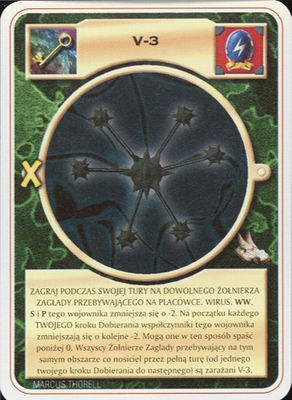 V-3
X
ZAGRAJ PODCZAS SWOJEJ TURY NA DOWOLNEGO ŻOŁNIERZA
ZAGŁADY PRZEBYWAJĄCEGO NA PLACÓWCE. WIRUS. WW,
S i P tego wojownika zmniejsza się o -2. Na początku każdego
TWOJEGO kroku Dobierania współczynniki tego wojownika
zmniejszają się o kolejne -2. Mogą one w ten sposób spaść
poniżej 0. Wszyscy Żołnierze Zagłady przebywający na tym
samym obszarze co nosiciel przez pełną turę (od jednego
twojego kroku Dobierania do następnego) są zarażani V-3.
MARCUS THORELL